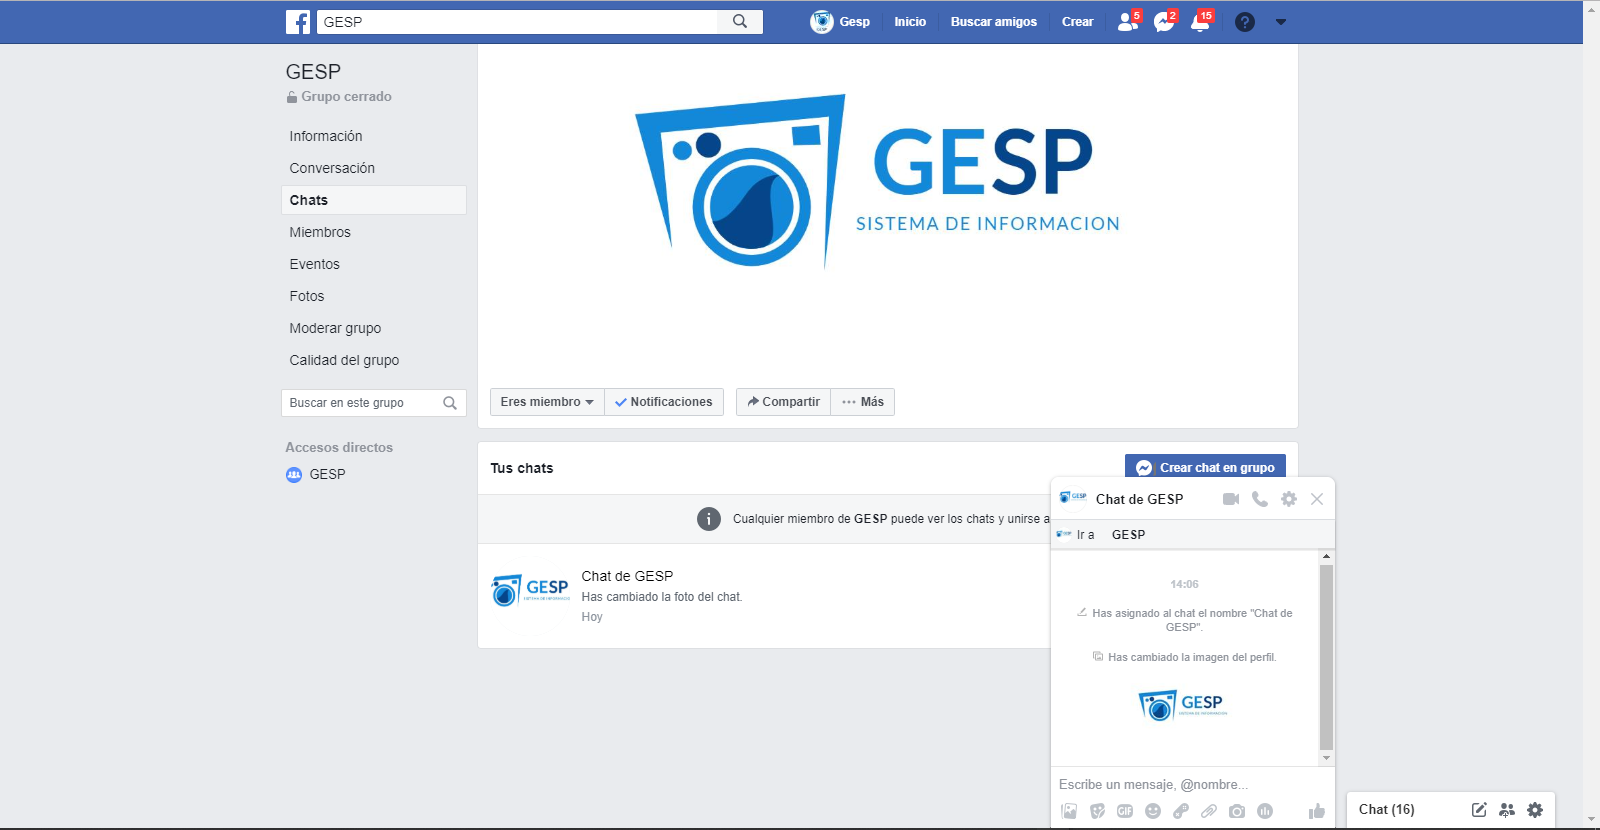 GESP
Gesp
Inicio
Buscar amigos
Crear
5
2
15
?
GESP
Grupo cerrado
Información
Conversación
Chats
Miembros
Eventos
Fotos
Moderar grupo
Calidad del grupo
Buscar en este grupo
Accesos directos
GESP
GESP
SISTEMA DE INFORMACION
Eres miembro
Notificaciones
Compartir
Más
Tus chats
Crear chat en grupo
Cualquier miembro de GESP puede ver los chats y unirse a
GESP
Chat de GESP
Has cambiado la foto del chat.
Hoy
Chat de GESP
Ir a GESP
14:06
Has asignado al chat el nombre "Chat de
GESP".
Has cambiado la imagen del perfil.
GESP
Escribe un mensaje, @nombre...
GIF
Chat (16)